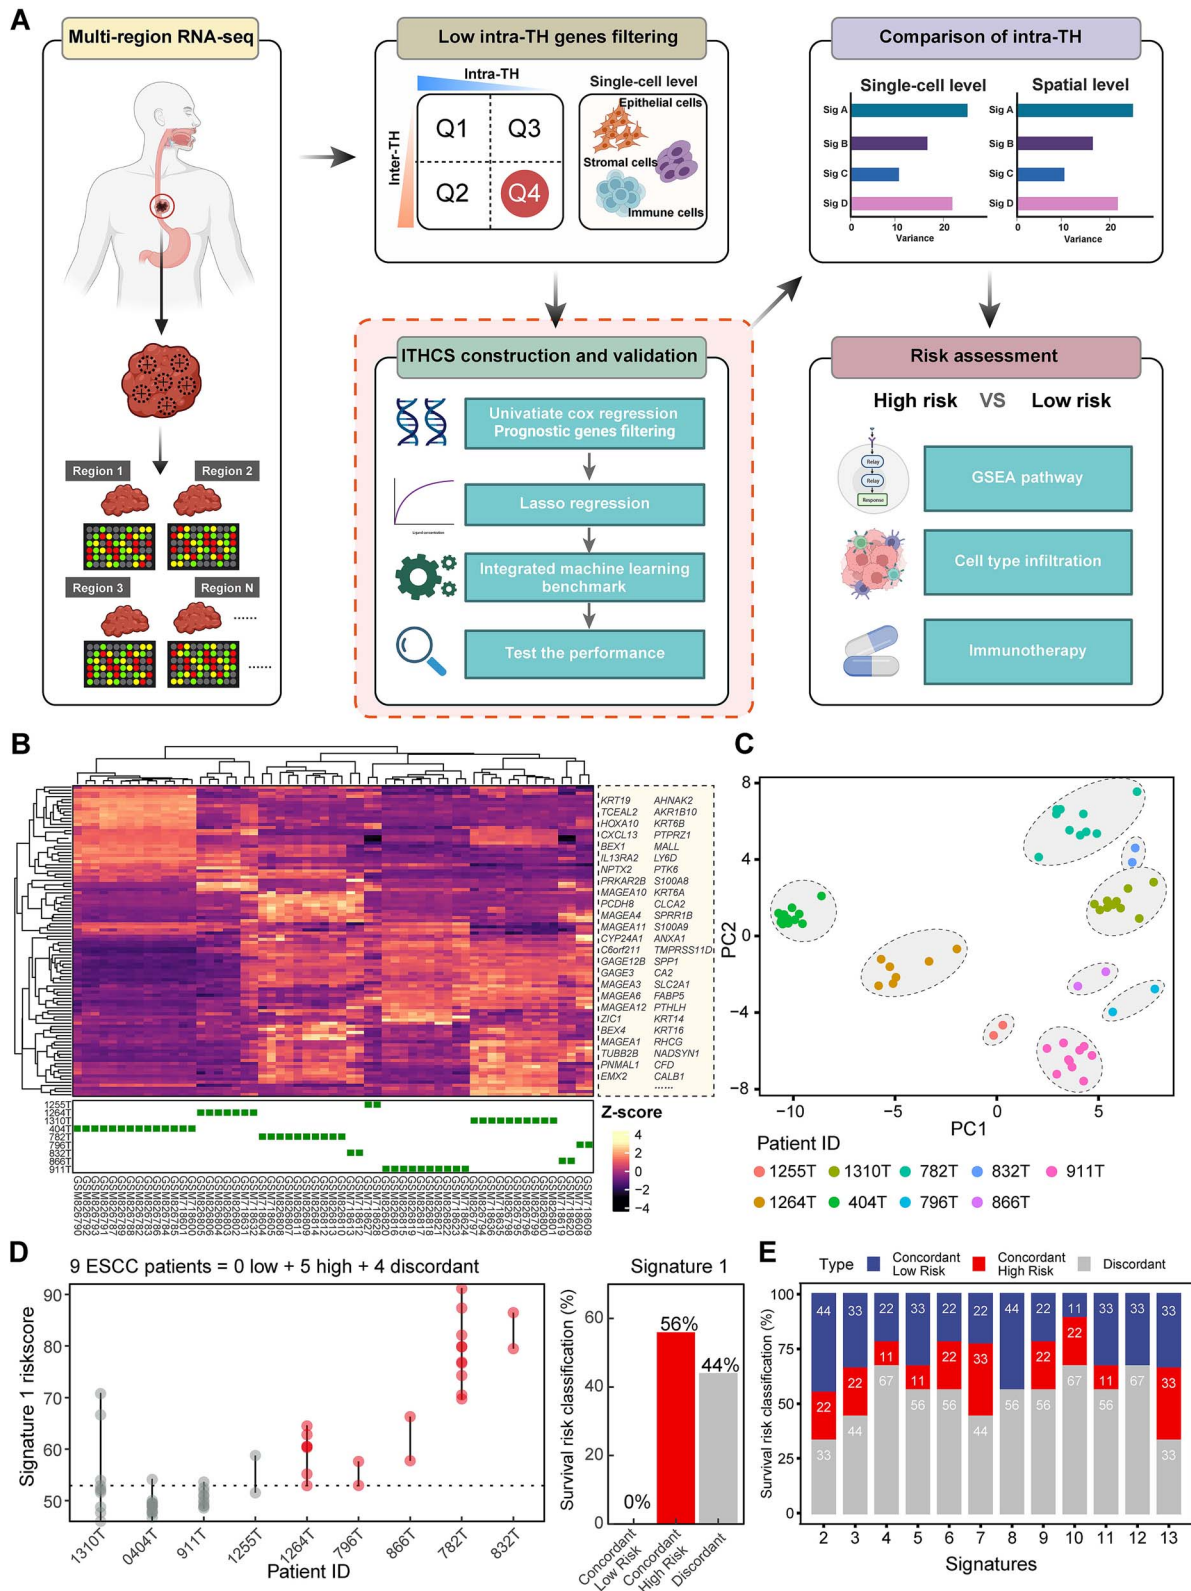 A
Multi-region RNA-seq
Region 1
Region 2
Region 3
Region N
......
......
Low intra-TH genes filtering
Intra-TH
Inter-TH
Q1
Q3
Q2
Q4
Single-cell level
Epithelial cells
Stromal cells
Immune cells
Comparison of intra-TH
Single-cell level
Sig A
Sig B
Sig C
Sig D
0
10
20
Variance
Spatial level
Sig A
Sig B
Sig C
Sig D
0
10
20
Variance
ITHCS construction and validation
Univatiate cox regression
Prognostic genes filtering
Lasso regression
Integrated machine learning
benchmark
Test the performance
Risk assessment
High risk VS Low risk
Relay
Relay
Response
GSEA pathway
Cell type infiltration
Immunotherapy
B
KRT19 AHNAK2
TCEAL2 AKR1B10
HOXA10 KRT6B
CXCL13 PTPRZ1
BEX1 MALL
IL13RA2 LY6D
NPTX2 PTK6
PRKAR2B S100A8
MAGEA10 KRT6A
PCDH8 CLCA2
MAGEA4 SPRR1B
MAGEA11 S100A9
CYP24A1 ANXA1
C6orf211 TMPRSS11D
GAGE12B SPP1
GAGE3 CA2
MAGEA3 SLC2A1
MAGEA6 FABP5
MAGEA12 PTHLH
ZIC1 KRT14
BEX4 KRT16
MAGEA1 RHCG
TUBB2B NADSYN1
PNMAL1 CFD
EMX2 CALB1
......
1255T
1264T
1310T
404T
782T
796T
832T
866T
911T
Z-score
4
2
0
−2
−4
C
8
4
0
−4
−8
PC2
−10
−5
0
5
PC1
Patient ID
1255T 1310T 782T 832T 911T
1264T 404T 796T 866T
D
9 ESCC patients = 0 low + 5 high + 4 discordant
Signature 1 riskscore
90
80
70
60
50
1310T
0404T
911T
1255T
1264T
796T
866T
782T
832T
Patient ID
Signature 1
Survival risk classification (%)
60
40
20
0
0%
56%
44%
Concordant
Low Risk
Concordant
High Risk
Discordant
E
Type
Concordant
Low Risk
Concordant
High Risk
Discordant
Survival risk classification (%)
100
75
50
25
0
44 33 22 33 22 22 44 22 11 33 33 33
22 22 11 11 22 33 22 22 11 33
33 44 67 56 56 44 56 56 67 56 67 33
2 3 4 5 6 7 8 9 10 11 12 13
Signatures